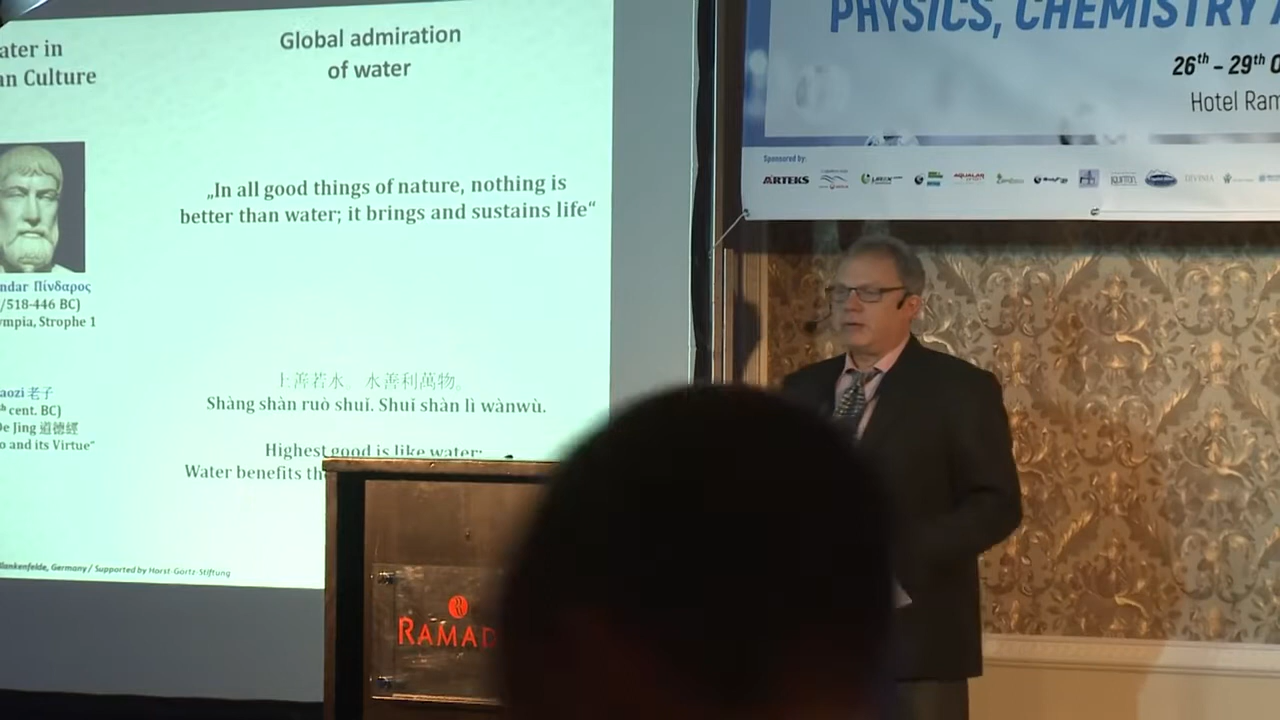 ater in
an Culture
Global admiration
of water
„In all good things of nature, nothing is
better than water; it brings and sustains life“
ndar Πίνδαρος
/518-446 BC)
ympia, Strophe 1
上善若水。水善利萬物。
Shàng shàn ruò shuǐ. Shuǐ shàn lì wànwù.
aozi 老子
th cent. BC)
De Jing 道德經
o and its Virtue“
Highest good is like water:
Water benefits th
Blankenfelde, Germany / Supported by Horst-Görtz-Stiftung
PHYSICS, CHEMISTRY A
26th – 29th O
Hotel Ram
Sponsored by:
ARTEKS
RAMAD